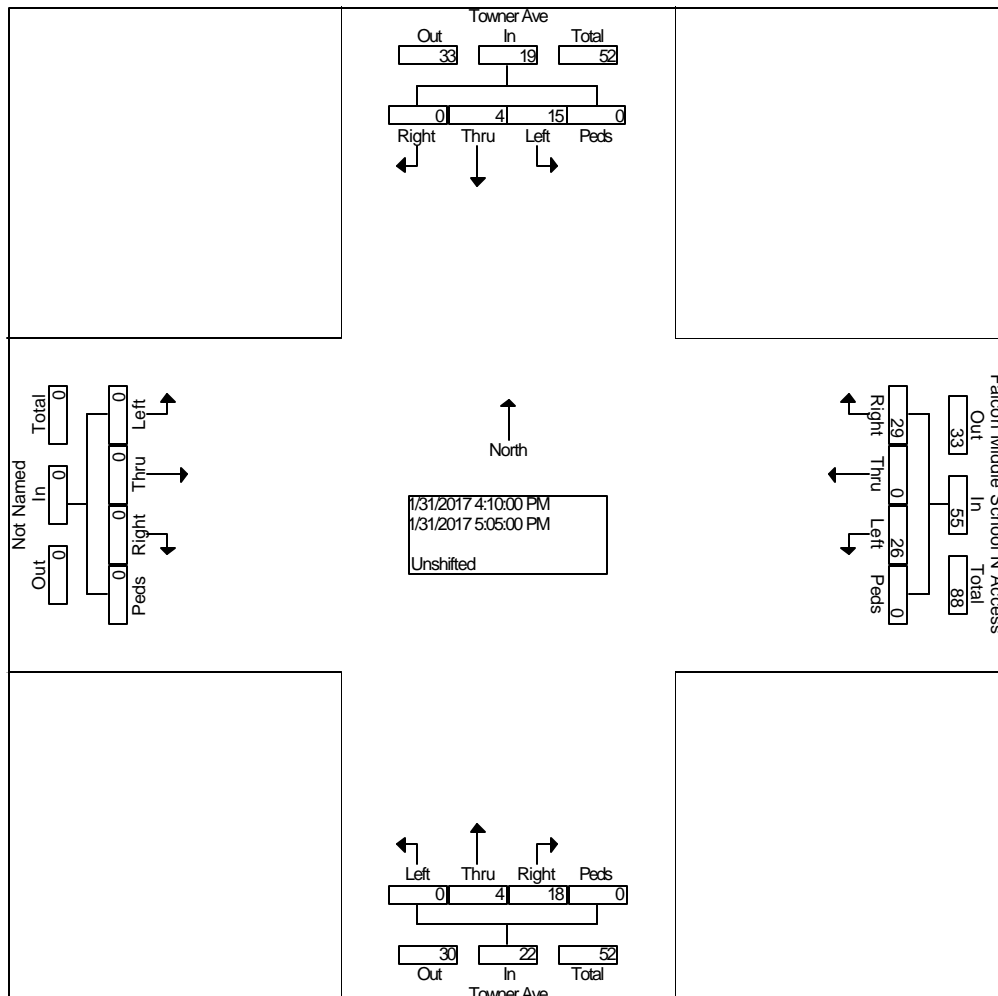 Towner Ave
Out In Total
33 19 52
0 4 15 0
Right Thru Left Peds
Not Named
Total In Out
0 0 0
0 0 0 0
Left Thru Right Peds
North
1/31/2017 4:10:00 PM
1/31/2017 5:05:00 PM
Unshifted
Falcon Middle School N Access
Out In Total
33 55 88
29 0 26 0
Right Thru Left Peds
Left Thru Right Peds
0 4 18 0
30 22 52
Out In Total
Towner Ave